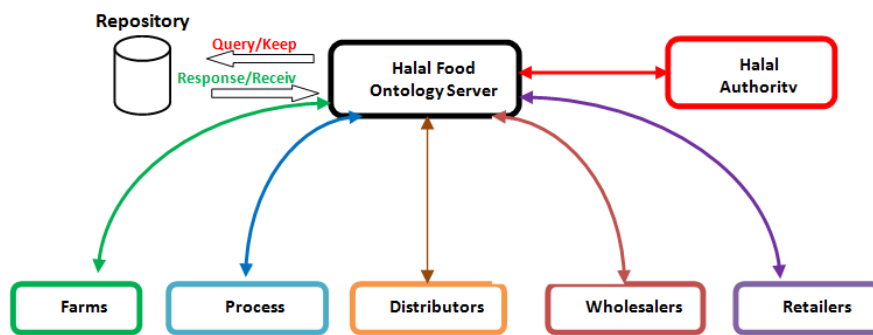 Repository
Query/Keep
Response/Receiv
Halal Food
Ontology Server
Halal
Authority
Farms
Process
Distributors
Wholesalers
Retailers